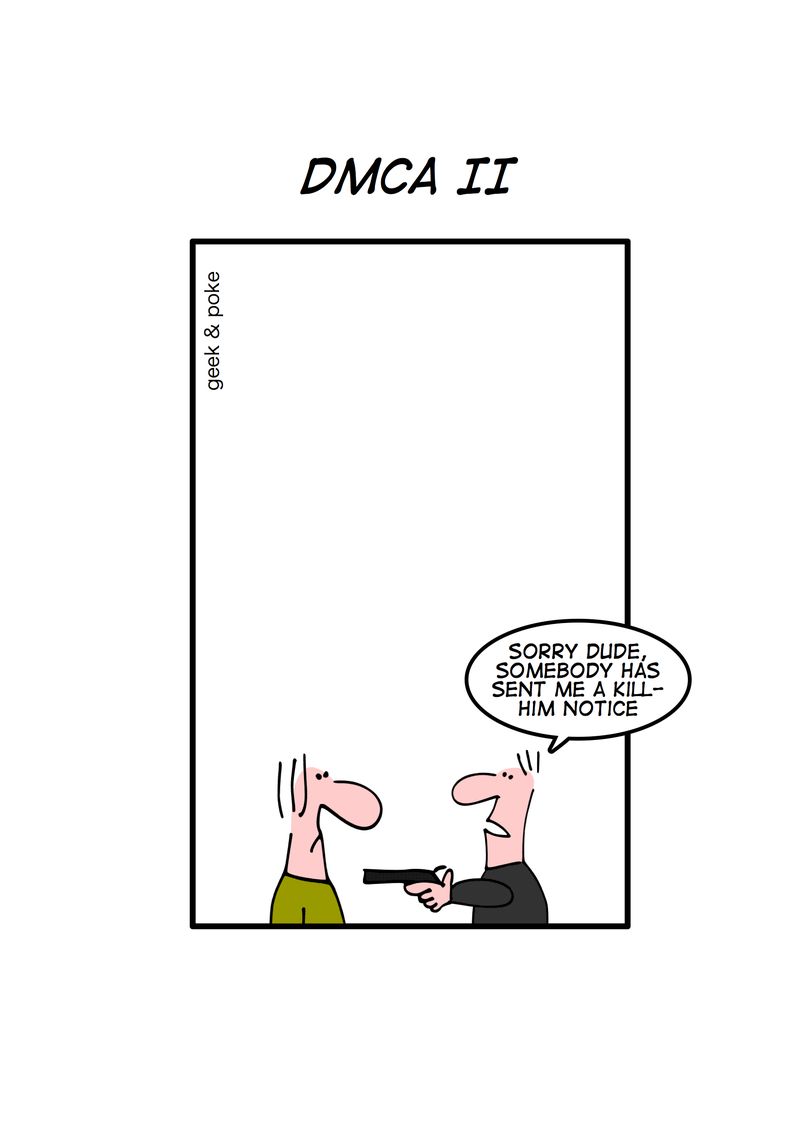 DMCA II
geek & poke
SORRY DUDE,
SOMEBODY HAS
SENT ME A KILL-
HIM NOTICE